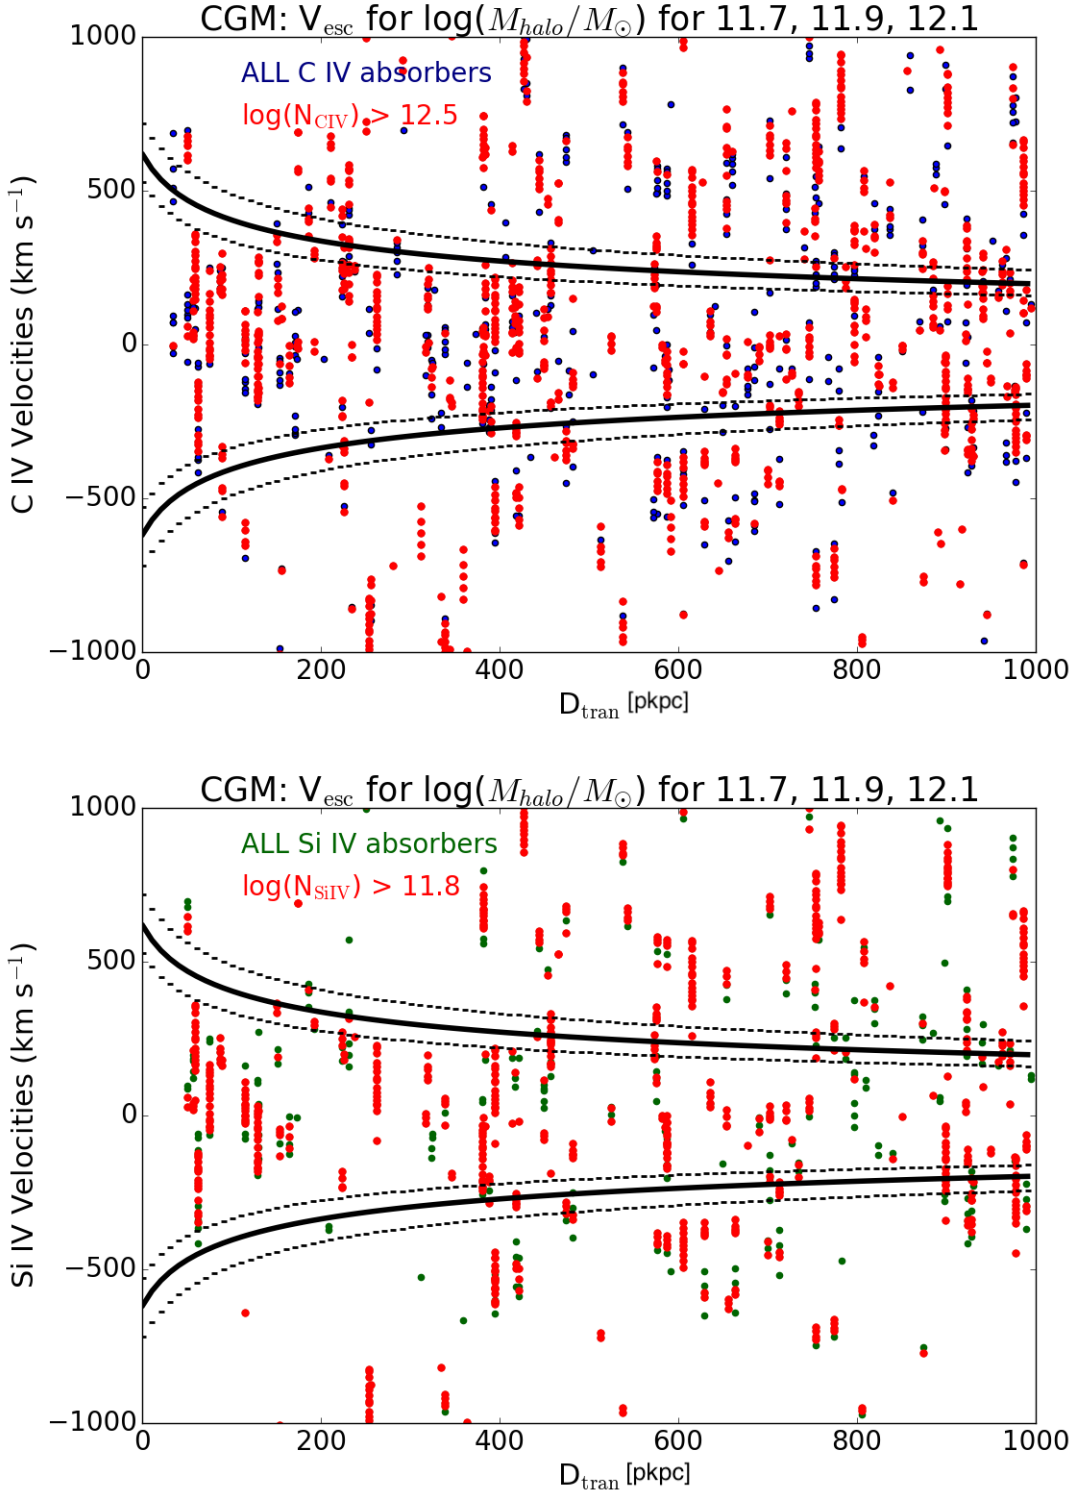 CGM: V_esc for log(M_halo/M_⊙) for 11.7, 11.9, 12.1
1000
ALL C IV absorbers
log(N_CIV) > 12.5
500
C IV Velocities (km s⁻¹)
0
−500
−1000
0 200 400 600 800 1000
D_tran [pkpc]
CGM: V_esc for log(M_halo/M_⊙) for 11.7, 11.9, 12.1
1000
ALL Si IV absorbers
log(N_SiIV) > 11.8
500
Si IV Velocities (km s⁻¹)
0
−500
−1000
0 200 400 600 800 1000
D_tran [pkpc]